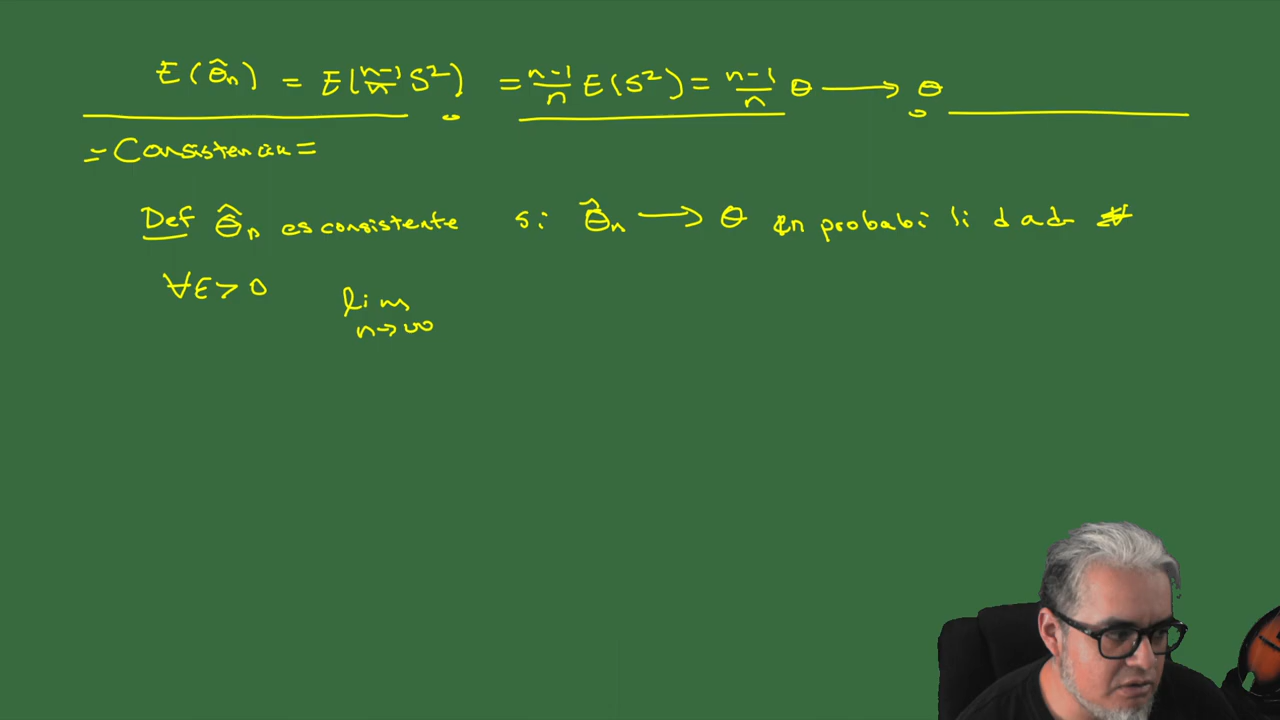 E(θ̂n) = E(n-1/n S²) = n-1/n E(S²) = n-1/n θ → θ
= Consistencia =
Def θ̂n es consistente si θ̂n → θ en probabilidad
∀ε > 0 lim n→∞